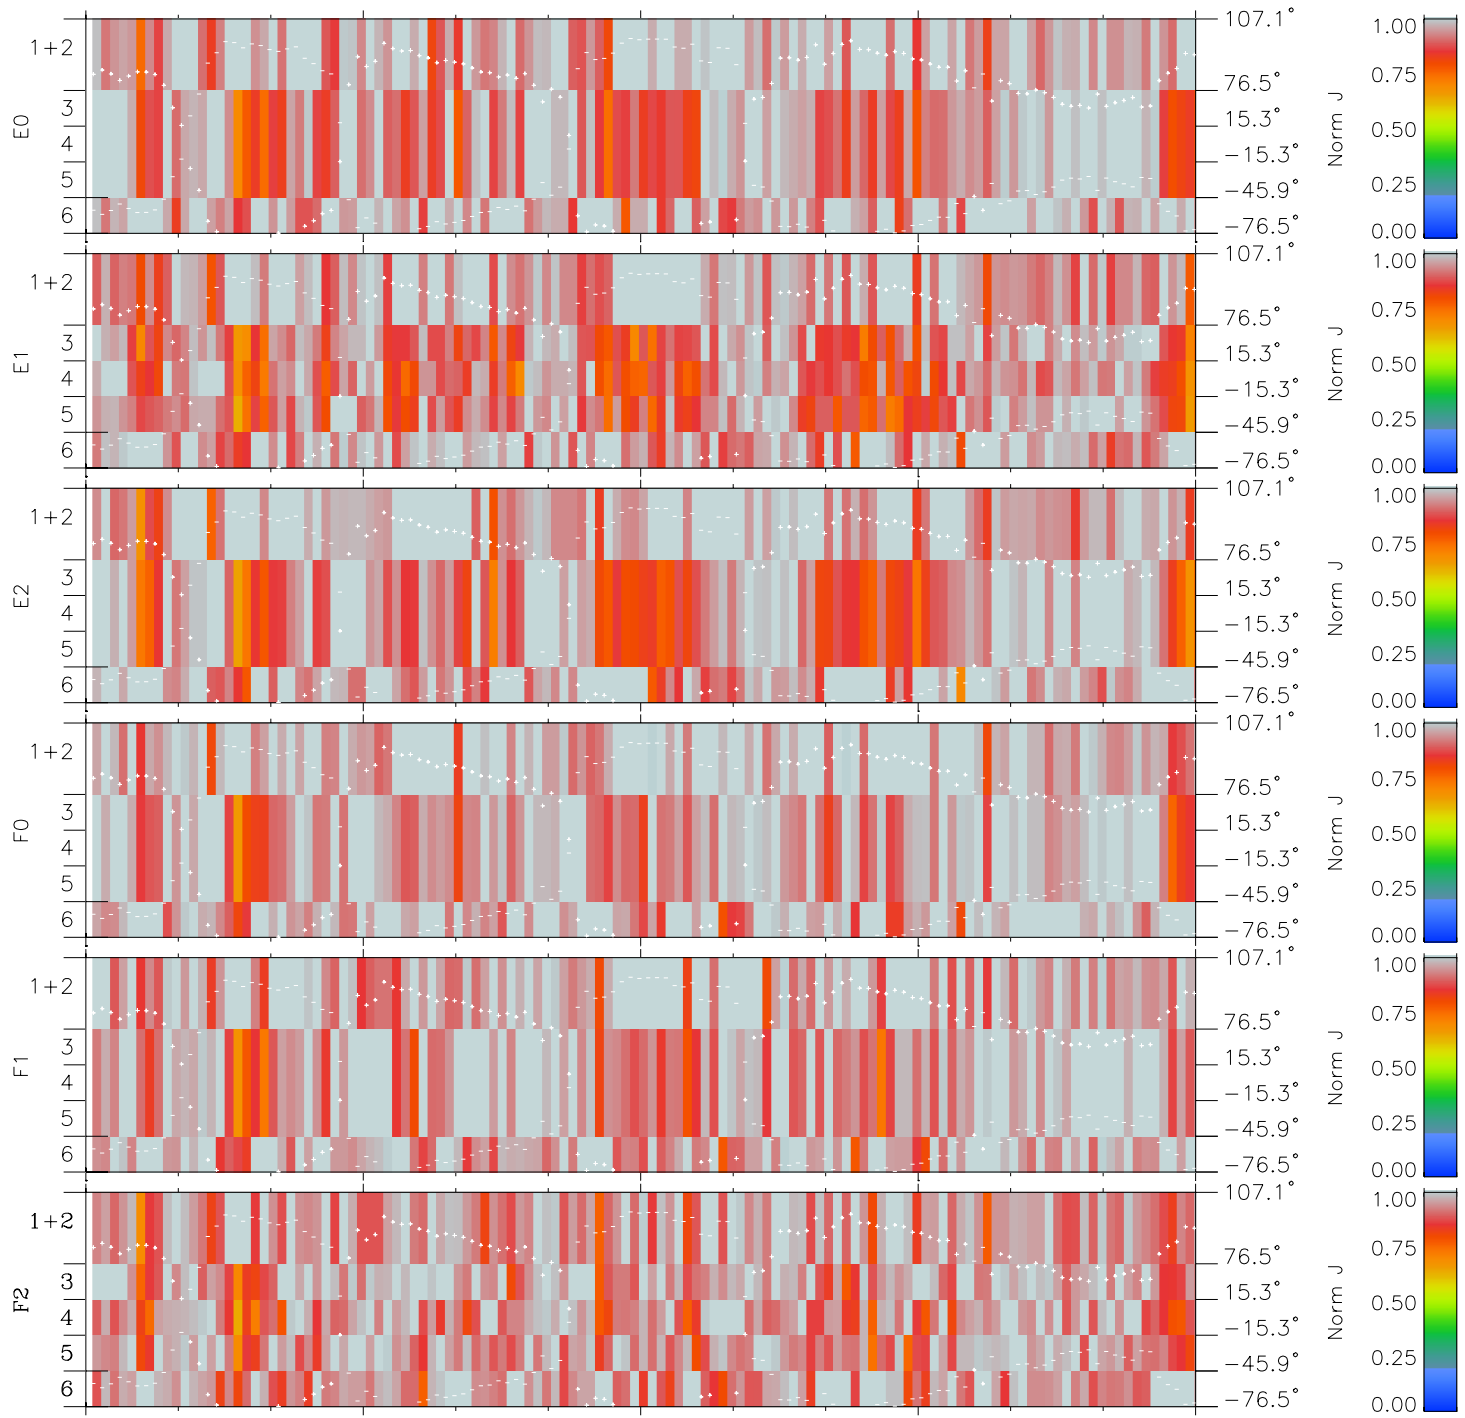 E0 1+2 3 4 5 6 107.1° 76.5° 15.3° −15.3° −45.9° −76.5° Norm J 1.00 0.75 0.50 0.25 0.00
E1 1+2 3 4 5 6 107.1° 76.5° 15.3° −15.3° −45.9° −76.5° Norm J 1.00 0.75 0.50 0.25 0.00
E2 1+2 3 4 5 6 107.1° 76.5° 15.3° −15.3° −45.9° −76.5° Norm J 1.00 0.75 0.50 0.25 0.00
F0 1+2 3 4 5 6 107.1° 76.5° 15.3° −15.3° −45.9° −76.5° Norm J 1.00 0.75 0.50 0.25 0.00
F1 1+2 3 4 5 6 107.1° 76.5° 15.3° −15.3° −45.9° −76.5° Norm J 1.00 0.75 0.50 0.25 0.00
F2 1+2 3 4 5 6 107.1° 76.5° 15.3° −15.3° −45.9° −76.5° Norm J 1.00 0.75 0.50 0.25 0.00